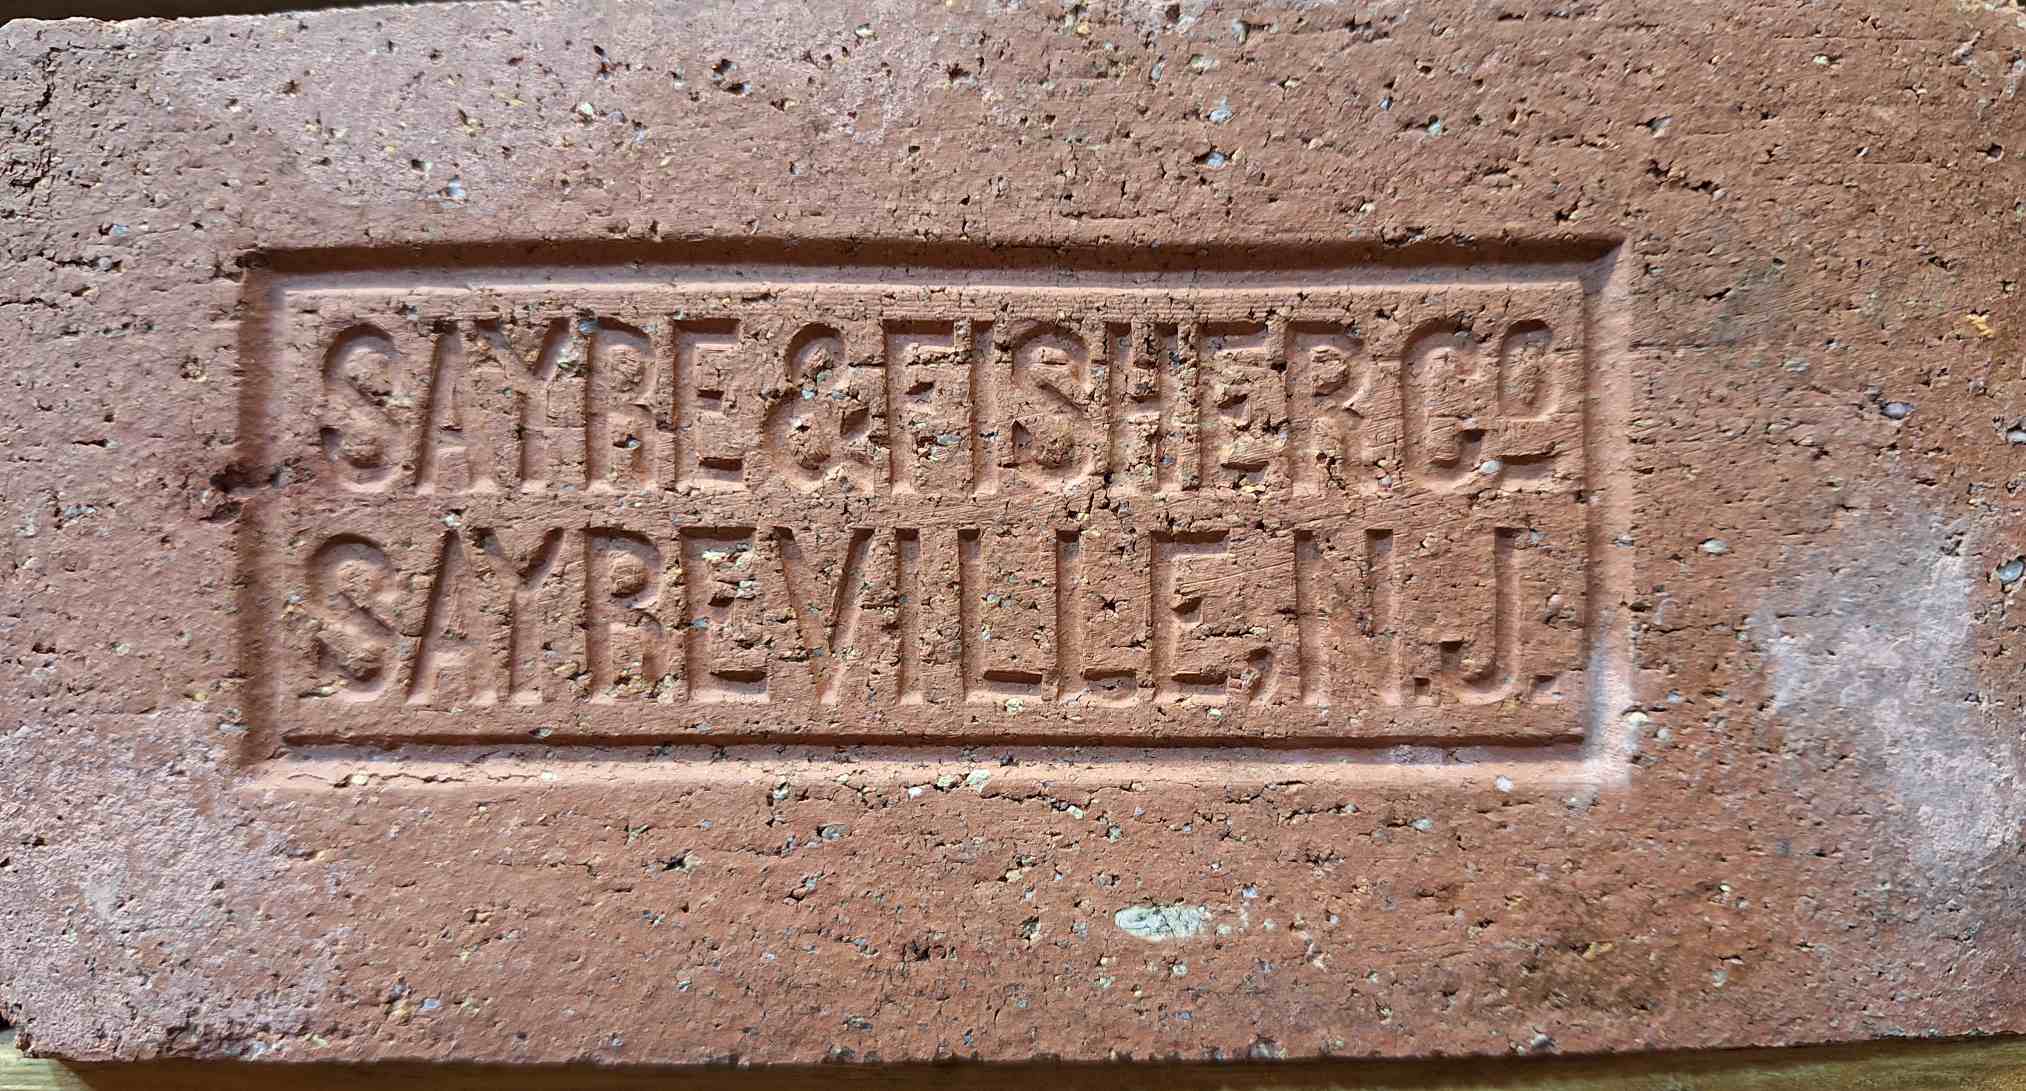 SAYRE & FISHER Co
SAYREVILLE, N.J.